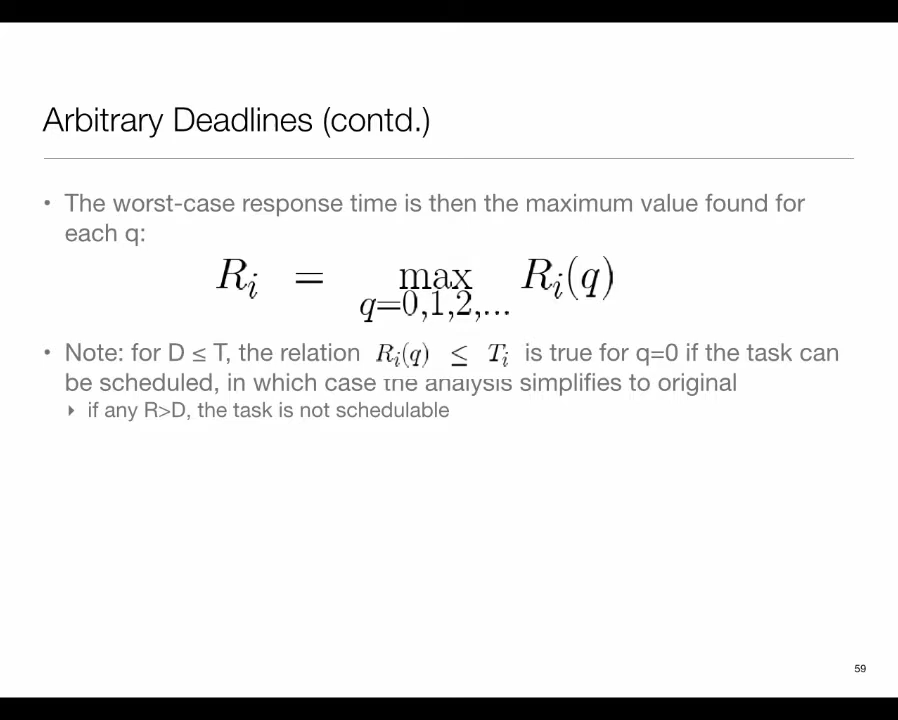 Arbitrary Deadlines (contd.)
• The worst-case response time is then the maximum value found for
each q:
R_i = max R_i(q)
q=0,1,2,...
• Note: for D ≤ T, the relation R_i(q) ≤ T_i is true for q=0 if the task can
be scheduled, in which case the analysis simplifies to original
‣ if any R>D, the task is not schedulable
59